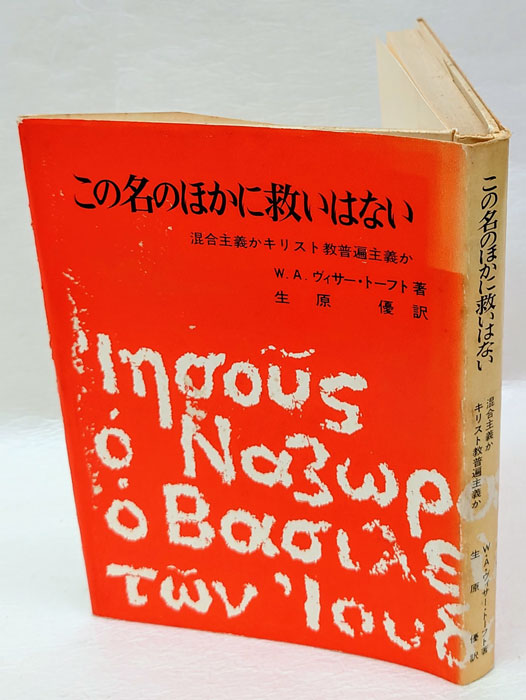 この名のほかに救いはない
混合主義かキリスト教普遍主義か
W. A. ヴィサー・トーフト著
生原 優訳
Ἰησοῦς
ὁ Ναζωρα
ὁ Βασιλε
τῶν Ἰουδ
この名のほかに救いはない
混合主義か
キリスト教普遍主義か
W・A・ヴィサー・トーフト著
生原 優訳